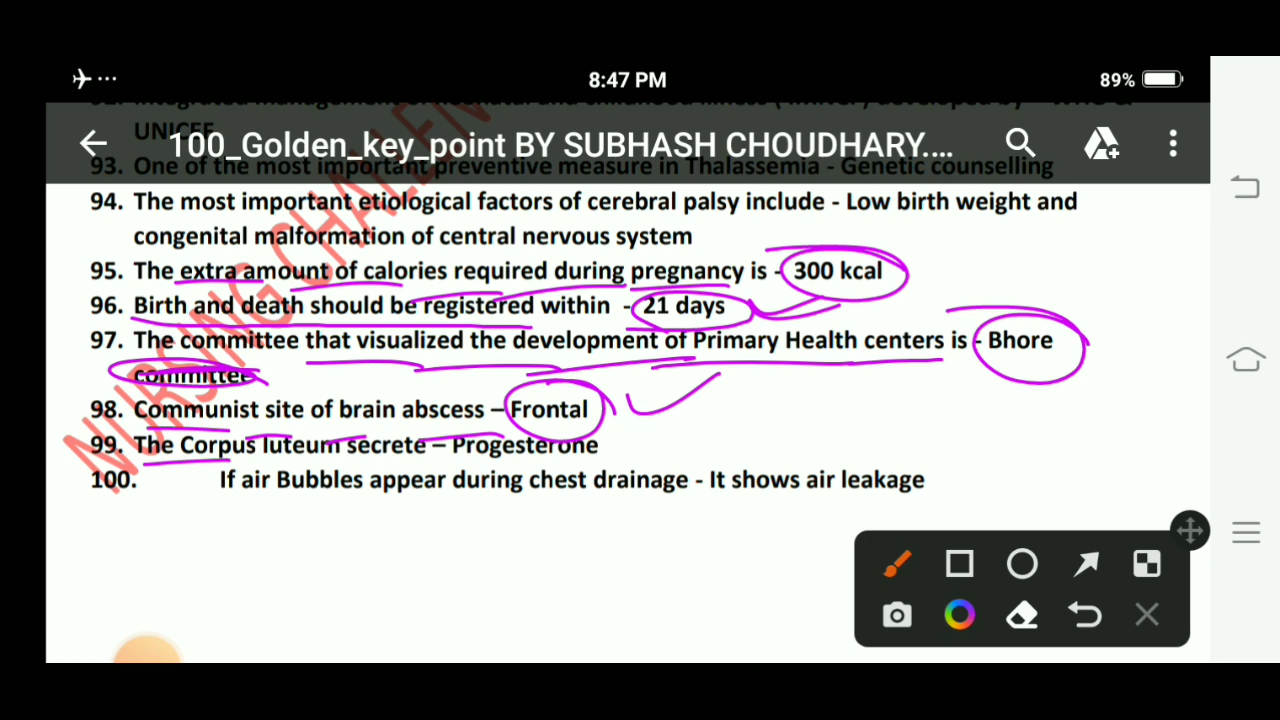 8:47 PM
89%
UNICEF
100_Golden_key_point BY SUBHASH CHOUDHARY....
93. One of the most important preventive measure in Thalassemia - Genetic counselling
94. The most important etiological factors of cerebral palsy include - Low birth weight and
congenital malformation of central nervous system
95. The extra amount of calories required during pregnancy is - 300 kcal
96. Birth and death should be registered within - 21 days
97. The committee that visualized the development of Primary Health centers is - Bhore
committee
98. Communist site of brain abscess – Frontal
99. The Corpus luteum secrete – Progesterone
100. If air Bubbles appear during chest drainage - It shows air leakage
NURSING CHALEN